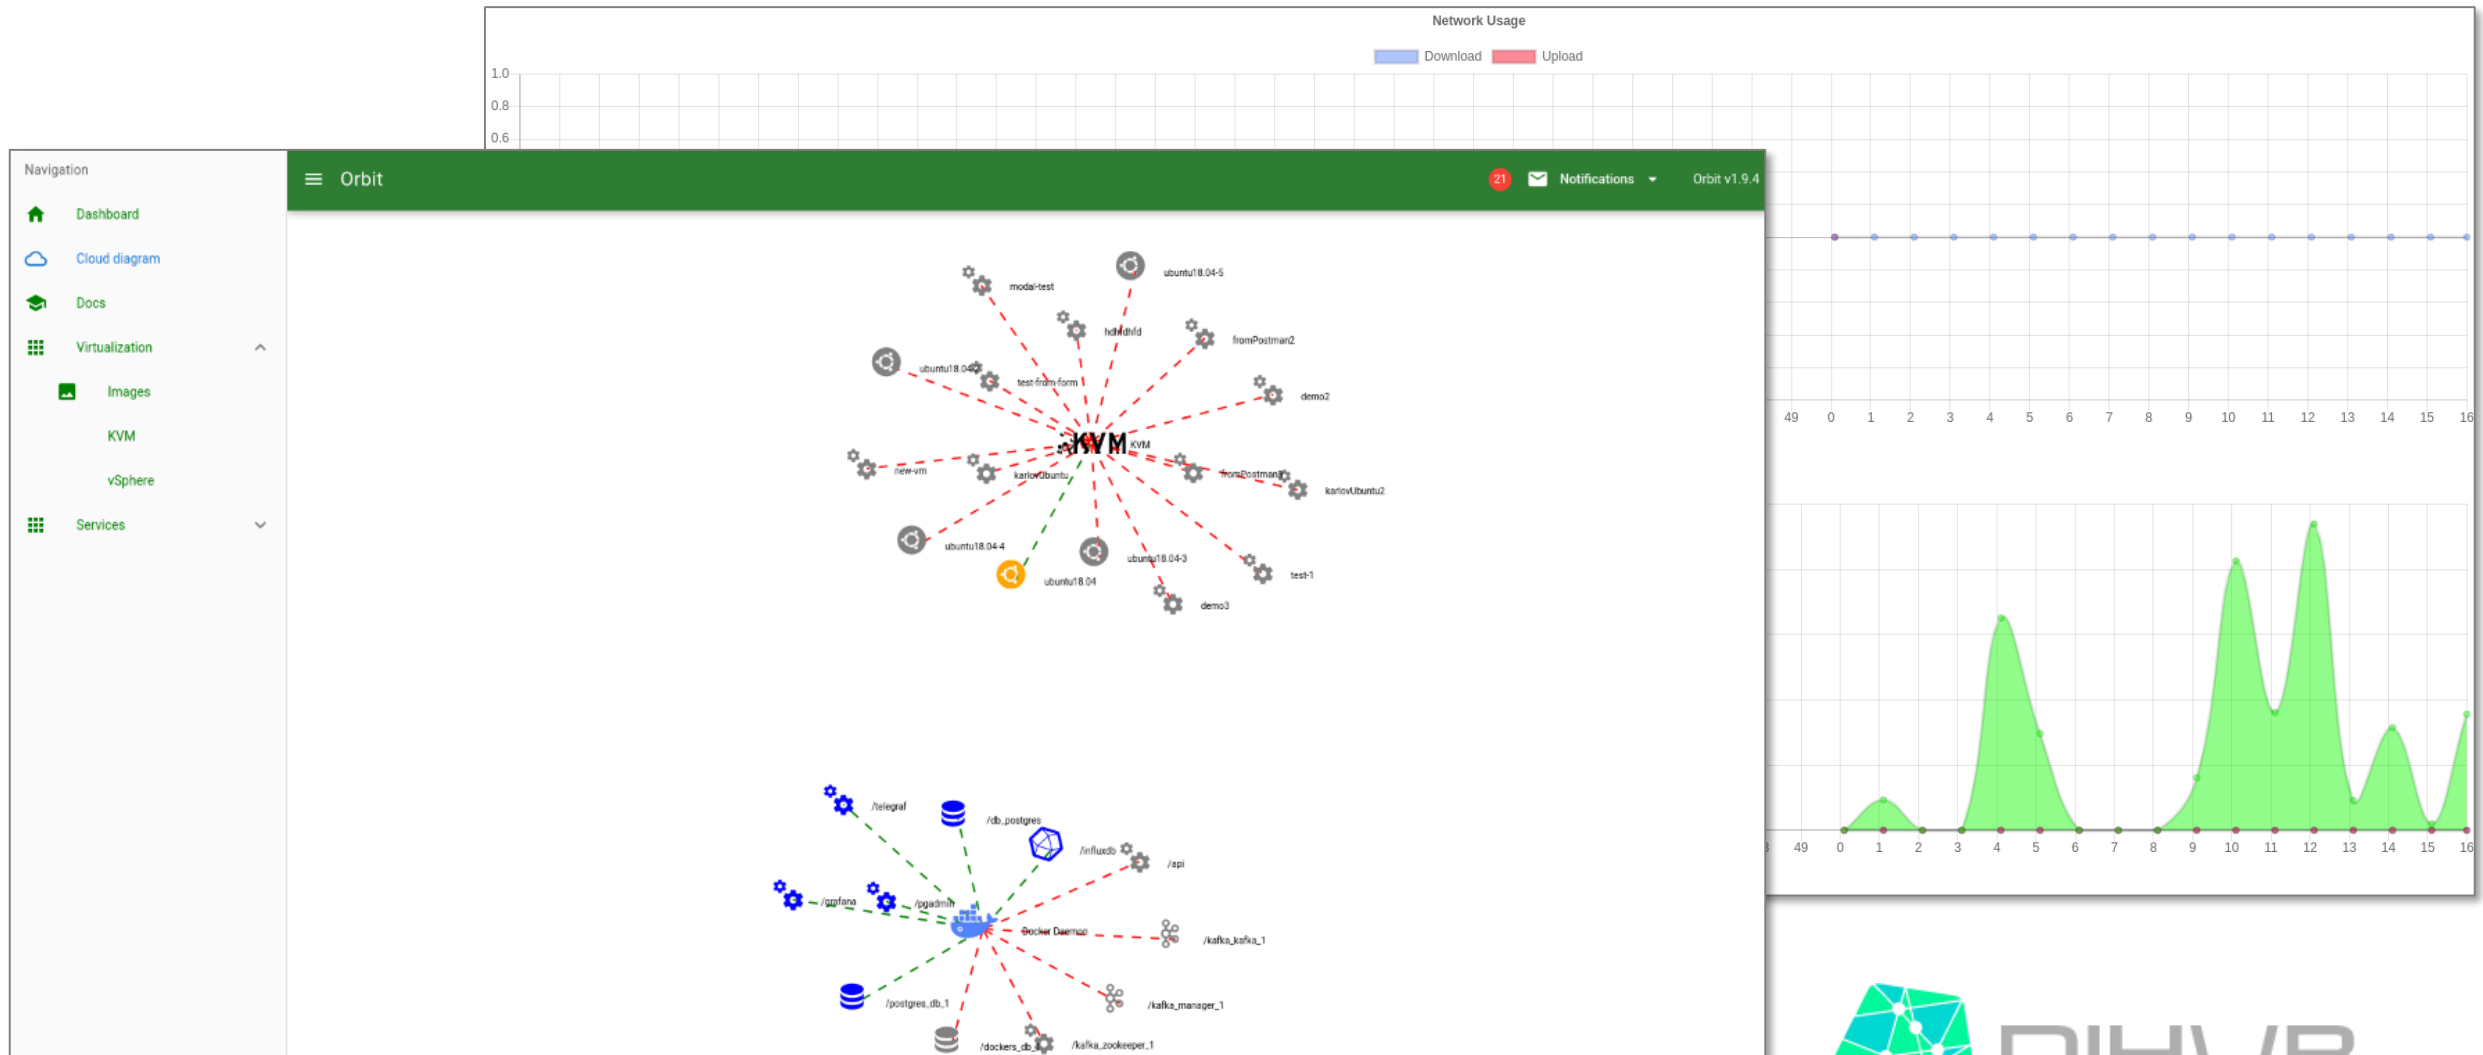 Network Usage
Download Upload
1.0
0.8
0.6
49 0 1 2 3 4 5 6 7 8 9 10 11 12 13 14 15 16
49 0 1 2 3 4 5 6 7 8 9 10 11 12 13 14 15 16
Navigation
Dashboard
Cloud diagram
Docs
Virtualization
Images
KVM
vSphere
Services
Orbit
21 Notifications Orbit v1.9.4
ubuntu18.04-5
modal-test
hdhfdhfd
fromPostman2
ubuntu18.04-2
test-from-form
demo2
KVM KVM
new-vm
karlovUbuntu
karlovUbuntu2
ubuntu18.04-4
ubuntu18.04-3
ubuntu18.04
test-1
demo3
/telegraf
/db_postgres
/influxdb
/api
/grafana
/pgadmin
Docker Daemon
/kafka_kafka_1
/postgres_db_1
/kafka_manager_1
/kafka_zookeeper_1